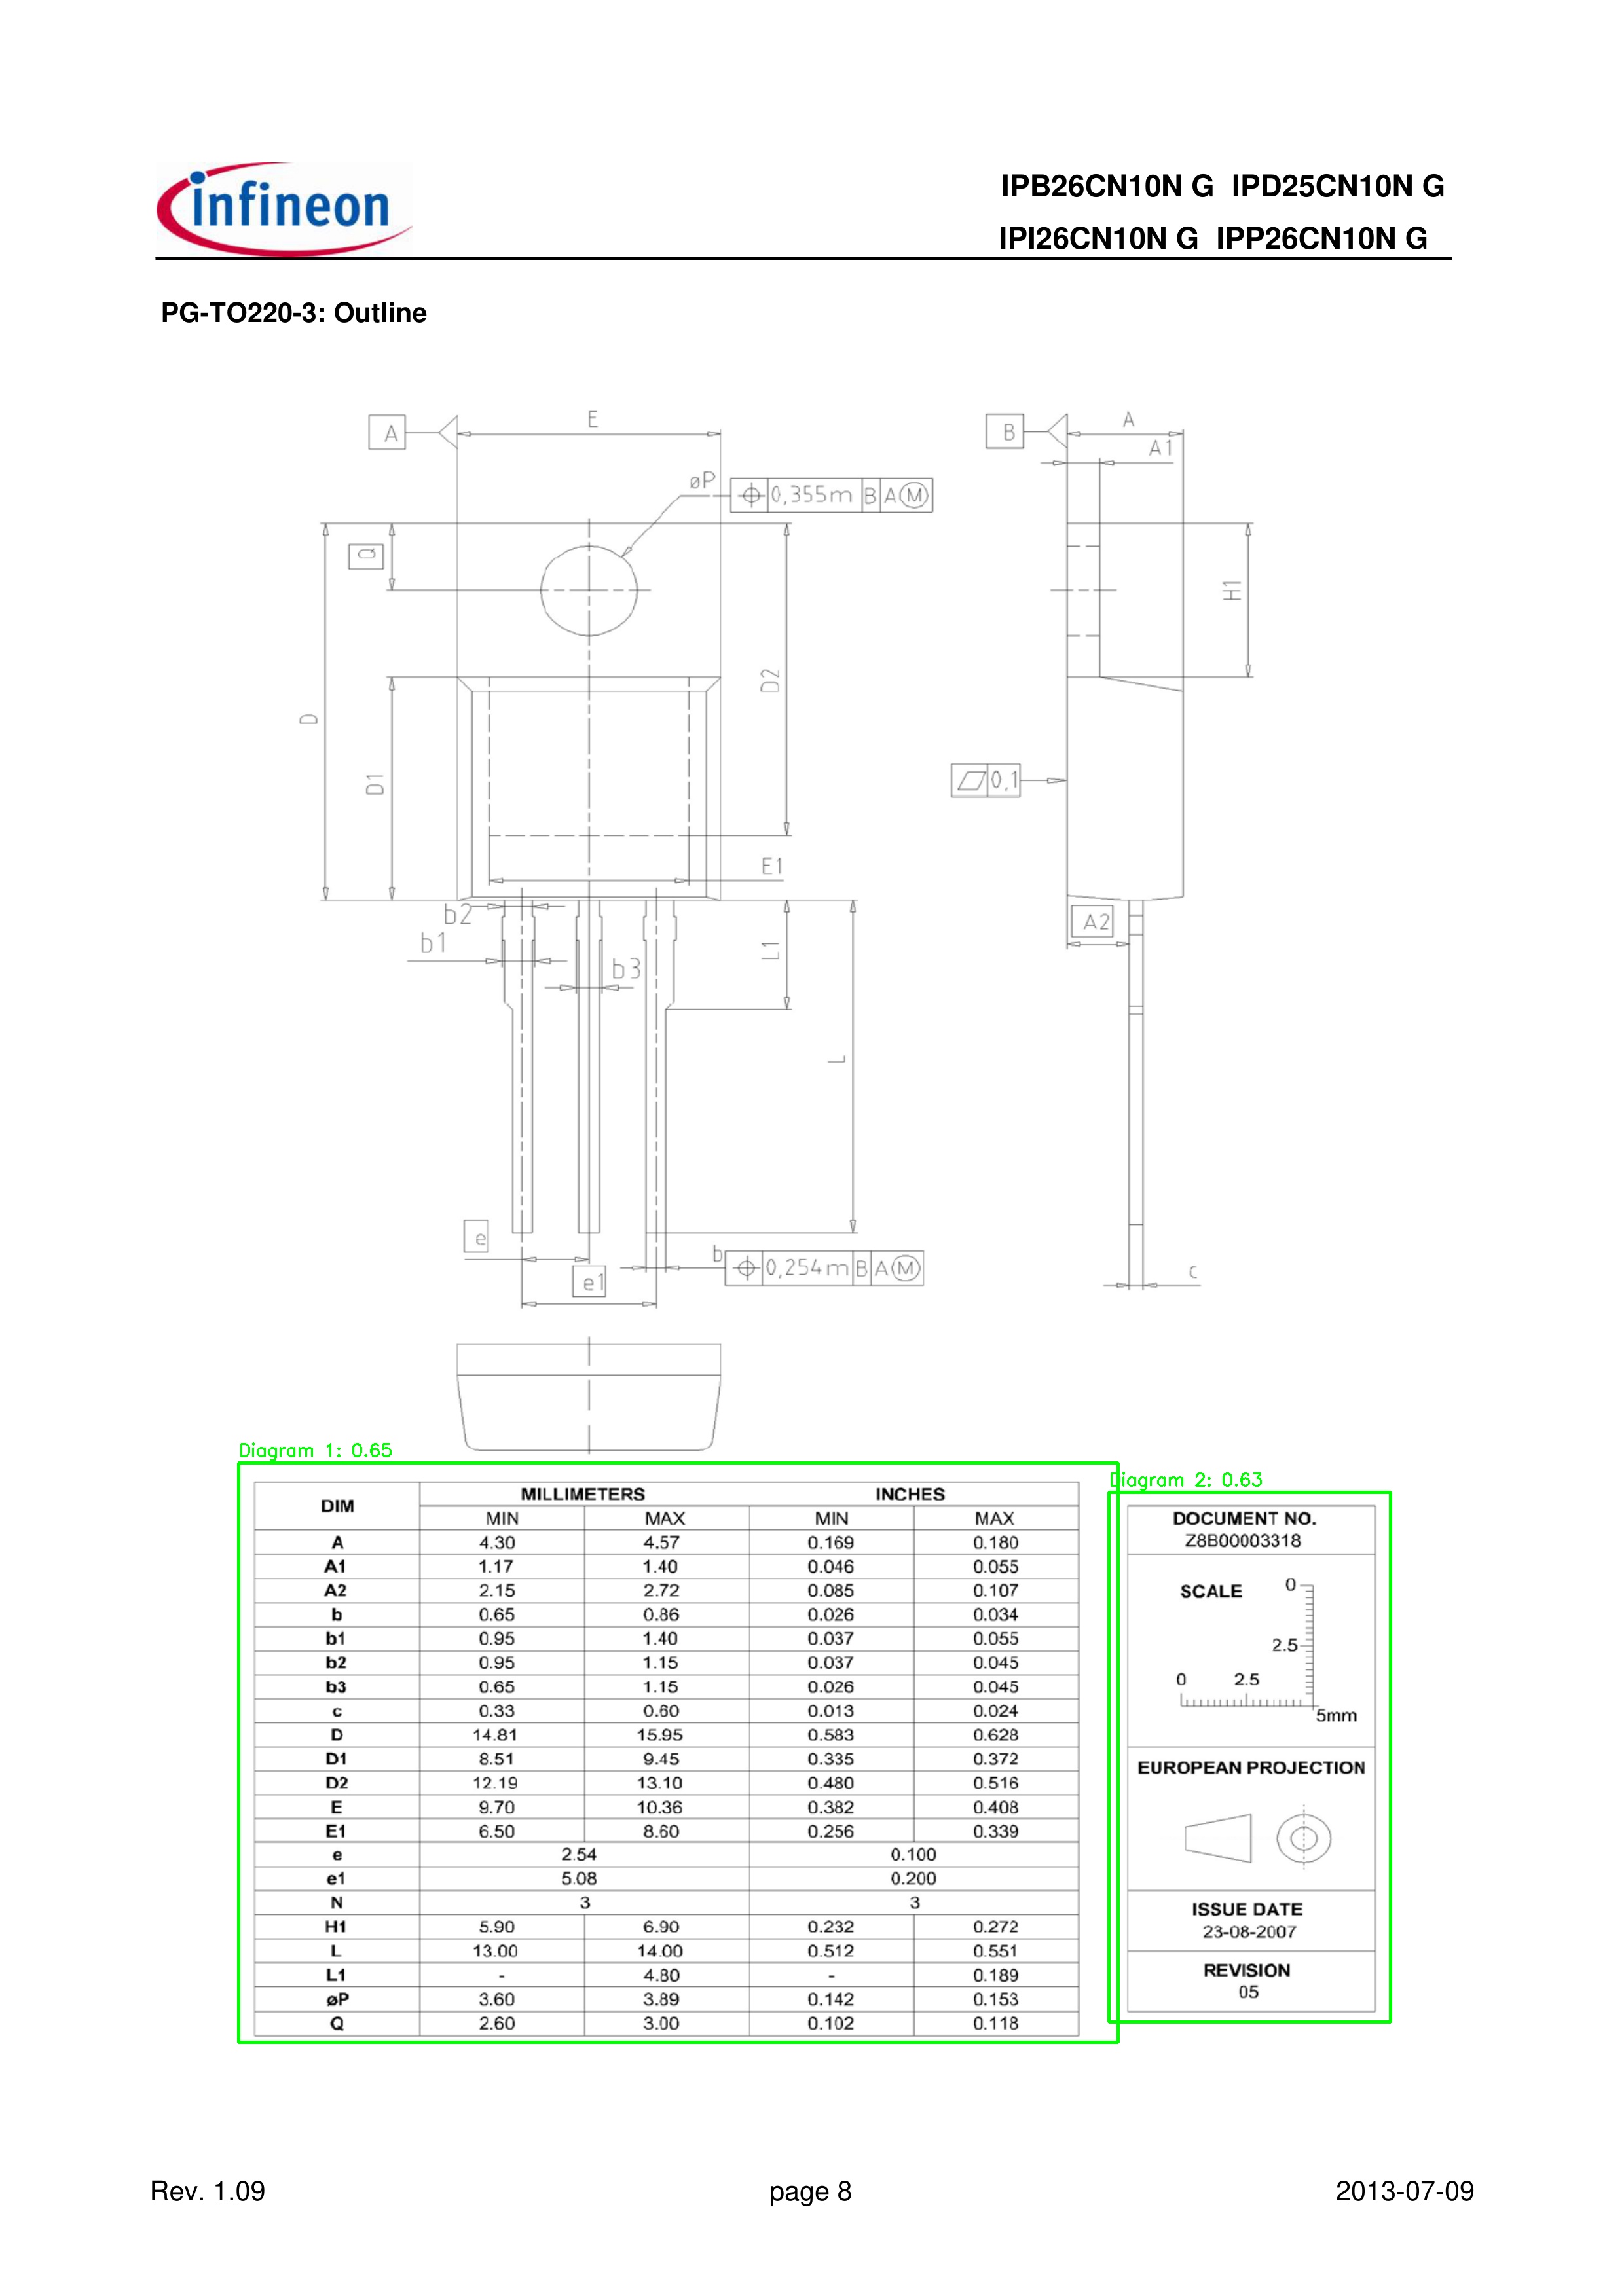 infineon
IPB26CN10N G  IPD25CN10N G
IPI26CN10N G  IPP26CN10N G
PG-TO220-3: Outline
A
E
B
A
A1
øP
0,355m B A M
Q
H1
D2
D
D1
0,1
E1
b2
A2
b1
L1
b3
L
e
b
0,254m B A M
e1
c
Diagram 1: 0.65
Diagram 2: 0.63
DIM MILLIMETERS INCHES
MIN MAX MIN MAX
A 4.30 4.57 0.169 0.180
A1 1.17 1.40 0.046 0.055
A2 2.15 2.72 0.085 0.107
b 0.65 0.86 0.026 0.034
b1 0.95 1.40 0.037 0.055
b2 0.95 1.15 0.037 0.045
b3 0.65 1.15 0.026 0.045
c 0.33 0.60 0.013 0.024
D 14.81 15.95 0.583 0.628
D1 8.51 9.45 0.335 0.372
D2 12.19 13.10 0.480 0.516
E 9.70 10.36 0.382 0.408
E1 6.50 8.60 0.256 0.339
e 2.54 0.100
e1 5.08 0.200
N 3 3
H1 5.90 6.90 0.232 0.272
L 13.00 14.00 0.512 0.551
L1 - 4.80 - 0.189
øP 3.60 3.89 0.142 0.153
Q 2.60 3.00 0.102 0.118
DOCUMENT NO.
Z8B00003318
SCALE 0
2.5
0 2.5
5mm
EUROPEAN PROJECTION
ISSUE DATE
23-08-2007
REVISION
05
Rev. 1.09
page 8
2013-07-09